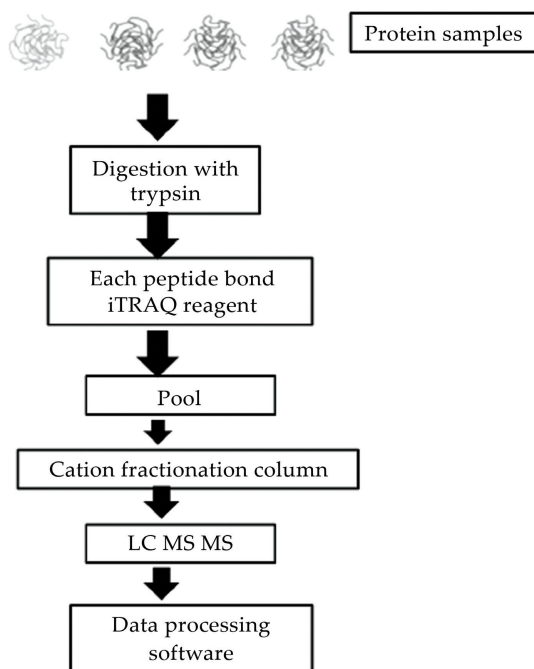 Protein samples
Digestion with
trypsin
Each peptide bond
iTRAQ reagent
Pool
Cation fractionation column
LC MS MS
Data processing
software